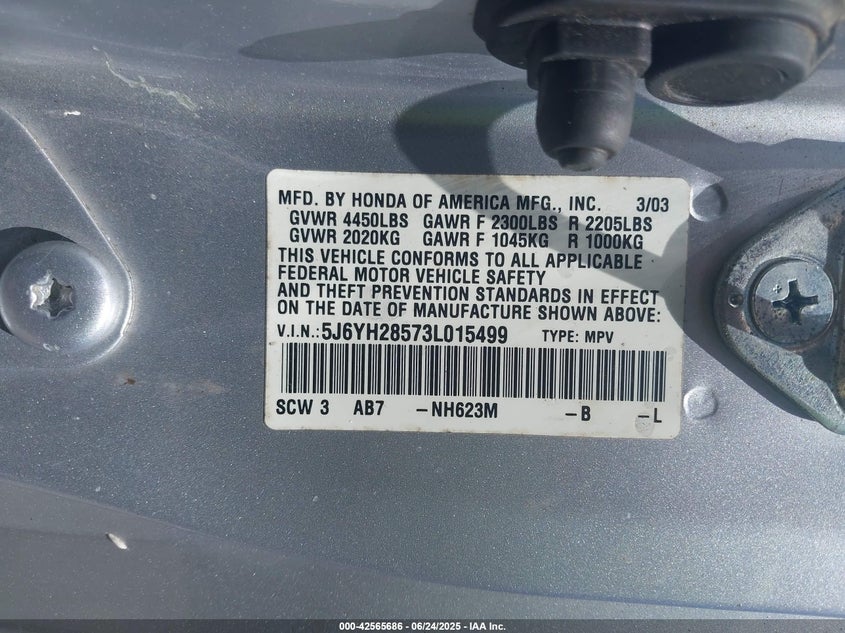 MFD. BY HONDA OF AMERICA MFG., INC. 3/03
GVWR 4450LBS GAWR F 2300LBS R 2205LBS
GVWR 2020KG GAWR F 1045KG R 1000KG
THIS VEHICLE CONFORMS TO ALL APPLICABLE
FEDERAL MOTOR VEHICLE SAFETY
AND THEFT PREVENTION STANDARDS IN EFFECT
ON THE DATE OF MANUFACTURE SHOWN ABOVE:
V.I.N.:5J6YH28573L015499 TYPE: MPV
SCW 3 AB7 -NH623M -B -L
000-42565686 - 06/24/2025 - IAA Inc.